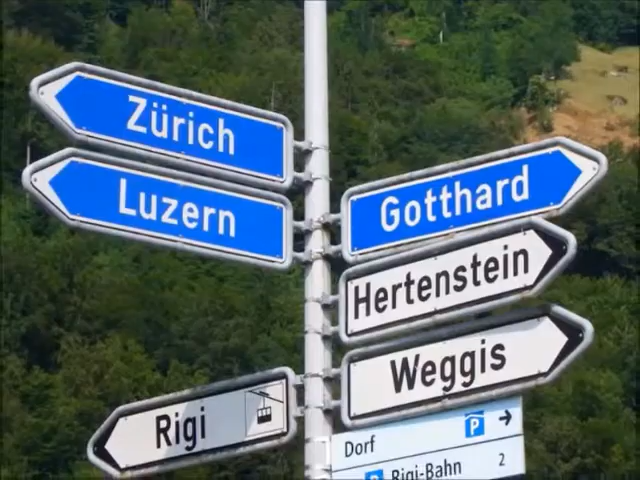 Zürich
Luzern
Gotthard
Hertenstein
Weggis
Rigi
Dorf P
P Rigi-Bahn 2